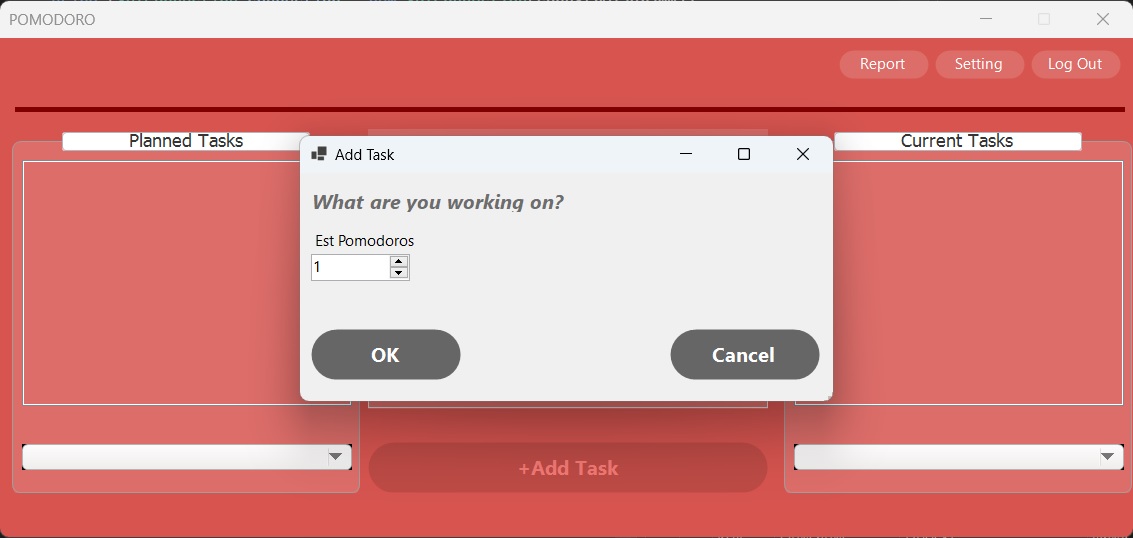 POMODORO
Report
Setting
Log Out
Planned Tasks
Current Tasks
Add Task
What are you working on?
Est Pomodoros
1
OK
Cancel
+Add Task